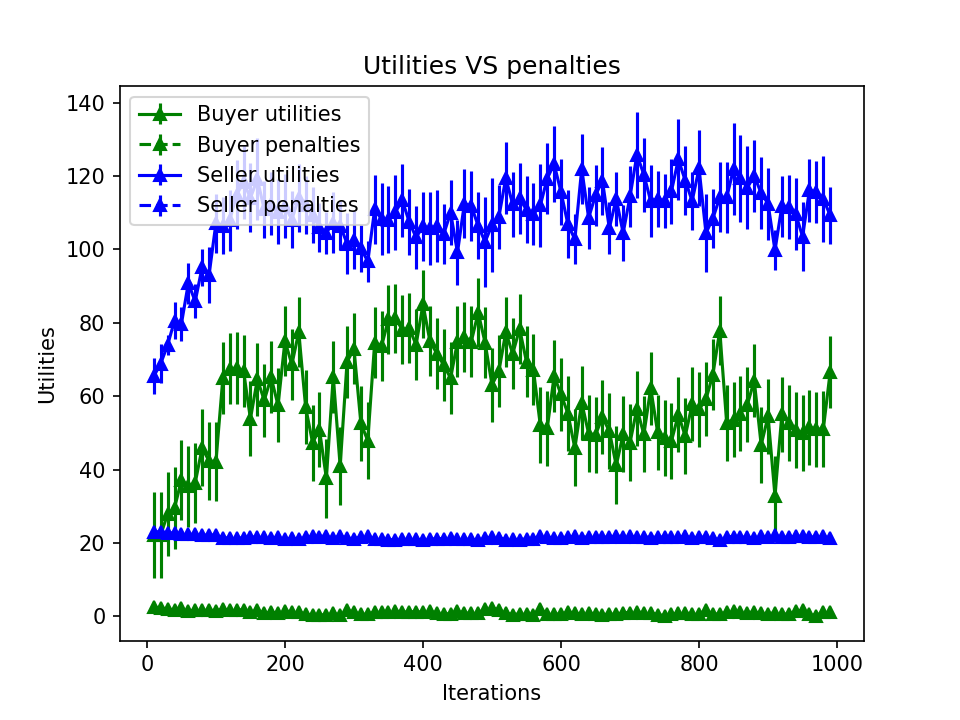 Utilities VS penalties
Buyer utilities
Buyer penalties
Seller utilities
Seller penalties
140
120
100
80
60
40
20
0
Utilities
0 200 400 600 800 1000
Iterations